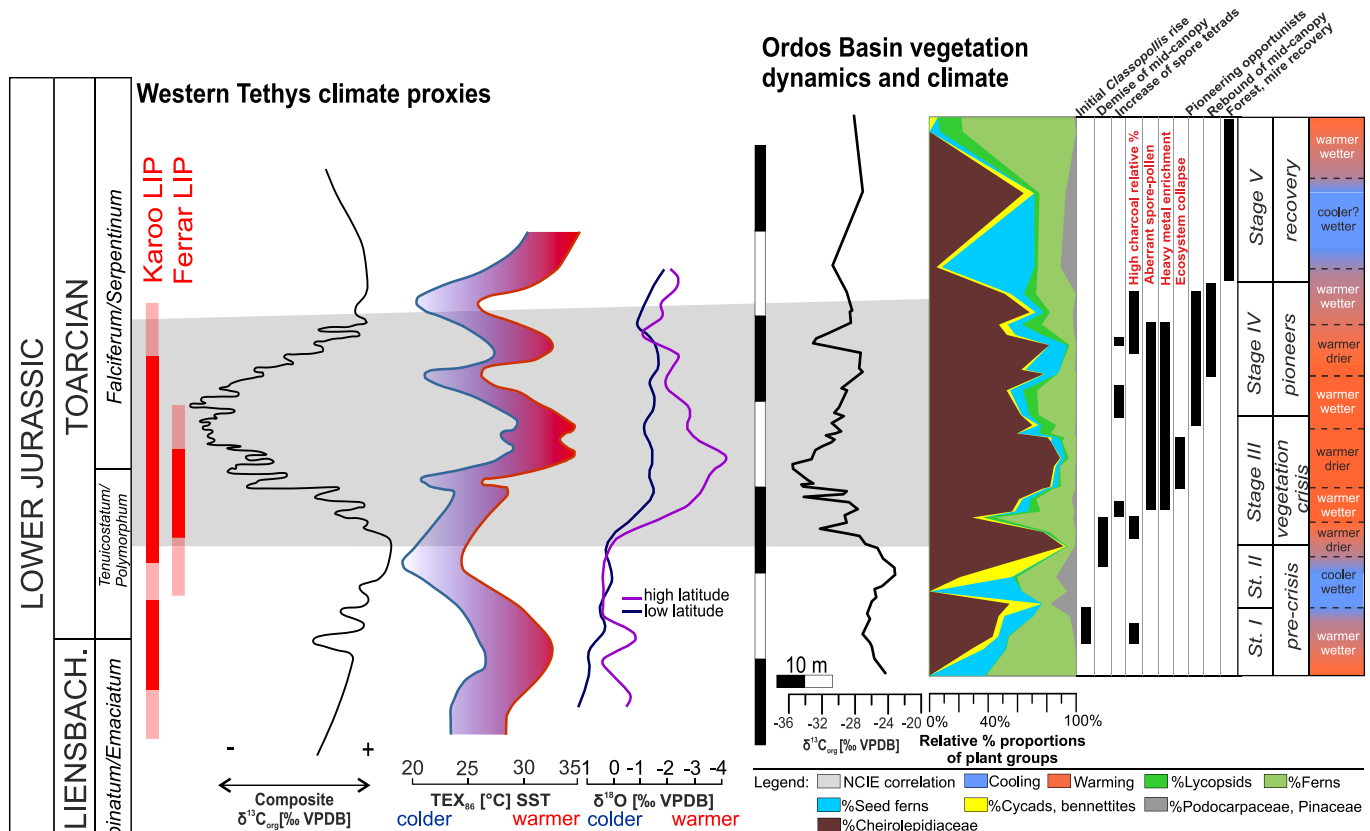 Ordos Basin vegetation
dynamics and climate
Western Tethys climate proxies
Initial Classopollis rise
Demise of mid-canopy
Increase of spore tetrads
High charcoal relative %
Aberrant spore-pollen
Heavy metal enrichment
Ecosystem collapse
Pioneering opportunists
Rebound of mid-canopy
Forest, mire recovery
LOWER JURASSIC
TOARCIAN
LIENSBACH.
Falciferum/Serpentinum
Tenuicostatum/
Polymorphum
binatum/Emaciatum
Karoo LIP
Ferrar LIP
- +
Composite
δ13Corg[‰ VPDB]
20 25 30 35
TEX86 [°C] SST
colder warmer
high latitude
low latitude
1 0 -1 -2 -3 -4
δ18O [‰ VPDB]
colder warmer
10 m
-36 -32 -28 -24 -20
δ13Corg [‰ VPDB]
0% 40% 100%
Relative % proportions
of plant groups
Stage V
Stage IV
Stage III
St. II
St. I
recovery
pioneers
vegetation
crisis
pre-crisis
warmer
wetter
cooler?
wetter
warmer
wetter
warmer
drier
warmer
wetter
warmer
drier
warmer
wetter
warmer
drier
cooler
wetter
warmer
wetter
Legend: NCIE correlation Cooling Warming %Lycopsids %Ferns
%Seed ferns %Cycads, bennettites %Podocarpaceae, Pinaceae
%Cheirolepidiaceae